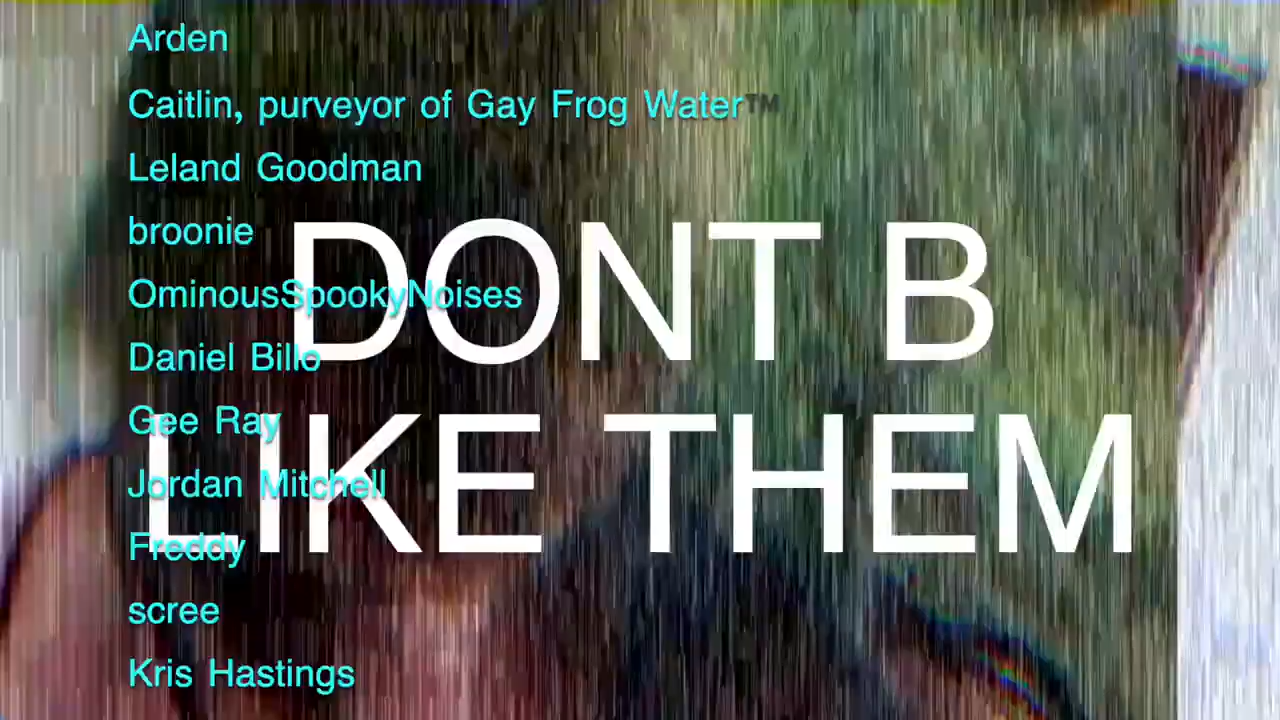 Arden
Caitlin, purveyor of Gay Frog Water™
Leland Goodman
broonie
OminousSpookyNoises
Daniel Billo
Gee Ray
Jordan Mitchell
Freddy
scree
Kris Hastings
DONT B
LIKE THEM